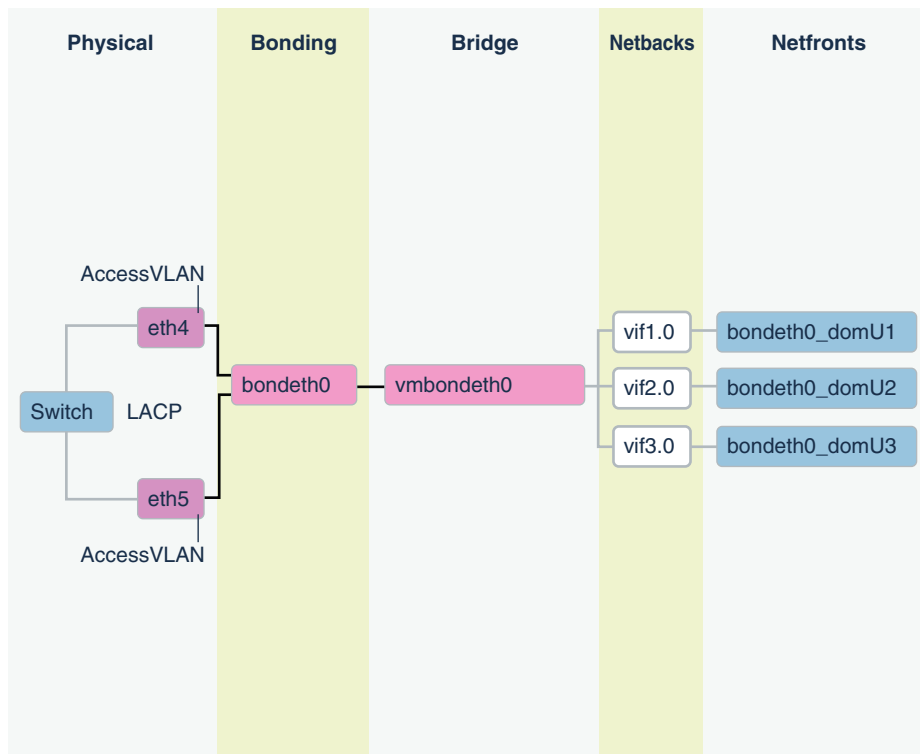 Physical
Bonding
Bridge
Netbacks
Netfronts
AccessVLAN
eth4
vif1.0
bondeth0_domU1
bondeth0
vmbondeth0
vif2.0
bondeth0_domU2
Switch
LACP
vif3.0
bondeth0_domU3
eth5
AccessVLAN